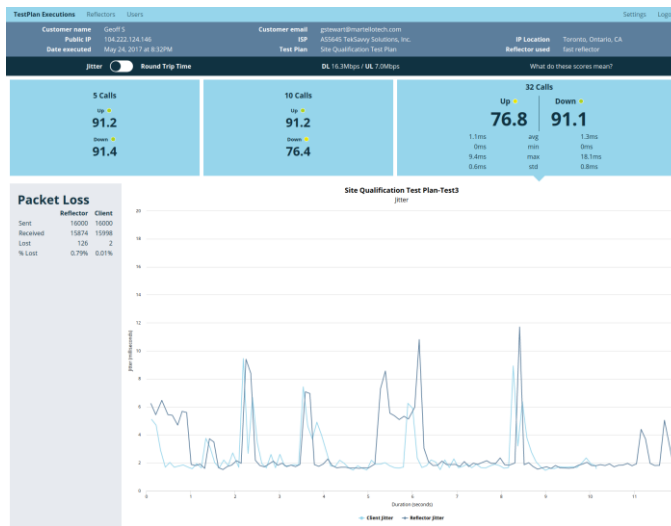 TestPlan Executions Reflectors Users Settings
Customer name Geoff S Customer email gstewart@martellotech.com
Public IP 104.222.124.146 ISP AS5645 TekSavvy Solutions, Inc. IP Location Toronto, Ontario, CA
Date executed May 24, 2017 at 8:32PM Test Plan Site Qualification Test Plan Reflector used fast reflector
Jitter Round Trip Time DL 16.3Mbps / UL 7.0Mbps What do these scores mean?
5 Calls
Up
91.2
Down
91.4
10 Calls
Up
91.2
Down
76.4
32 Calls
Up Down
76.8 91.1
1.1ms avg 1.3ms
0ms min 0ms
9.4ms max 18.1ms
0.6ms std 0.8ms
Packet Loss
Reflector Client
Sent 16000 16000
Received 15874 15998
Lost 126 2
% Lost 0.79% 0.01%
Site Qualification Test Plan-Test3
Jitter
Jitter (milliseconds)
20
18
16
14
12
10
8
6
4
2
0
0 1 2 3 4 5 6 7 8 9 10 11
Duration (seconds)
Client Jitter Reflector Jitter